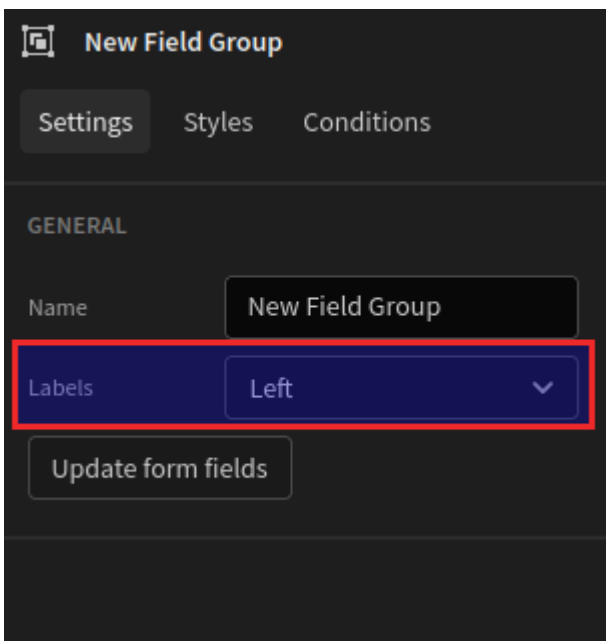 New Field Group
Settings Styles Conditions
GENERAL
Name New Field Group
Labels Left
Update form fields